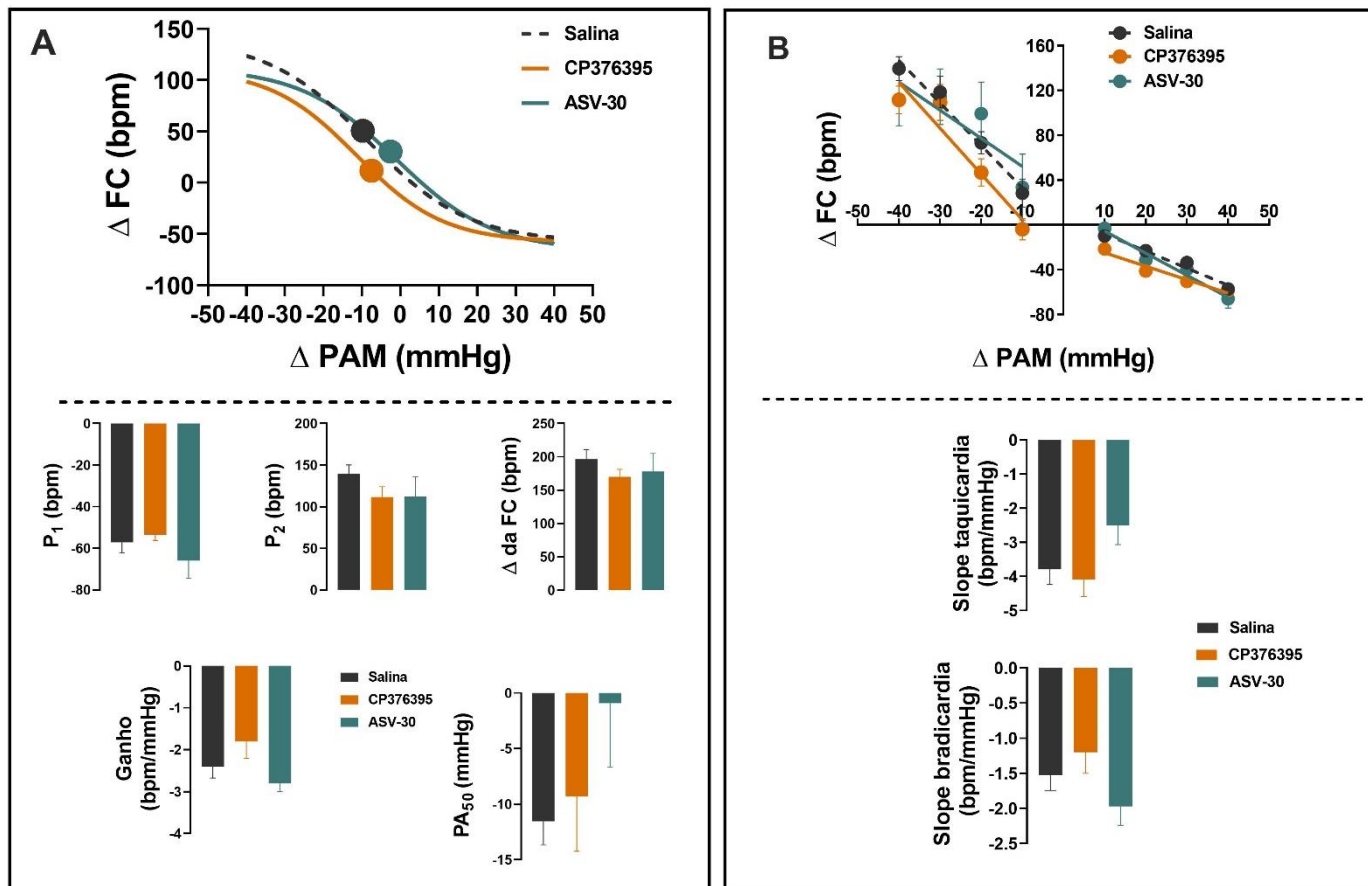 A
Δ FC (bpm)
150
100
50
0
-50
-100
-50 -40 -30 -20 -10 0 10 20 30 40 50
Δ PAM (mmHg)
Salina
CP376395
ASV-30
P1 (bpm)
0
-20
-40
-60
-80
P2 (bpm)
200
150
100
50
0
Δ da FC (bpm)
250
200
150
100
50
0
Ganho
(bpm/mmHg)
0
-1
-2
-3
-4
Salina
CP376395
ASV-30
PA50 (mmHg)
0
-5
-10
-15
B
Δ FC (bpm)
160
120
80
40
-40
-80
-50 -40 -30 -20 -10 10 20 30 40 50
Δ PAM (mmHg)
Salina
CP376395
ASV-30
Slope taquicardia
(bpm/mmHg)
0
-1
-2
-3
-4
-5
Slope bradicardia
(bpm/mmHg)
0.0
-0.5
-1.0
-1.5
-2.0
-2.5
Salina
CP376395
ASV-30